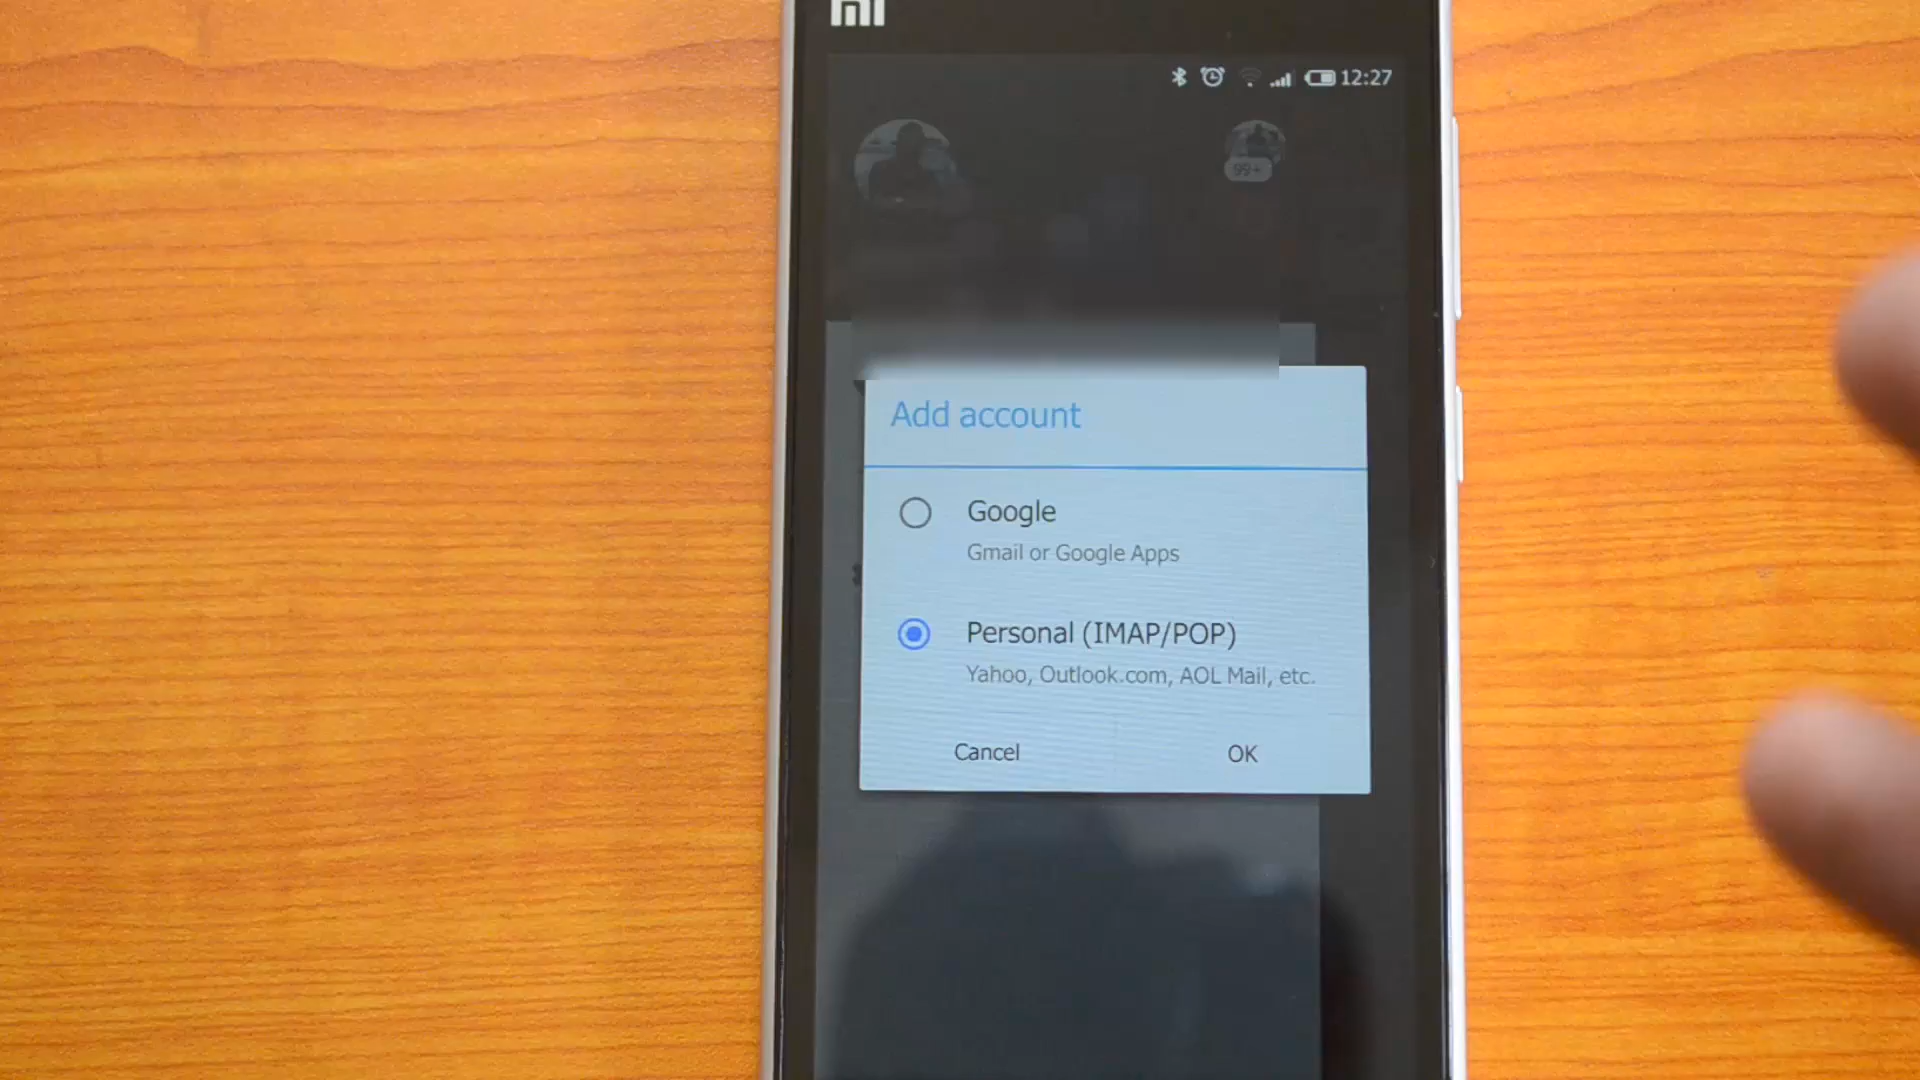 mi
12:27
99+
Add account
Google
Gmail or Google Apps
Personal (IMAP/POP)
Yahoo, Outlook.com, AOL Mail, etc.
Cancel
OK